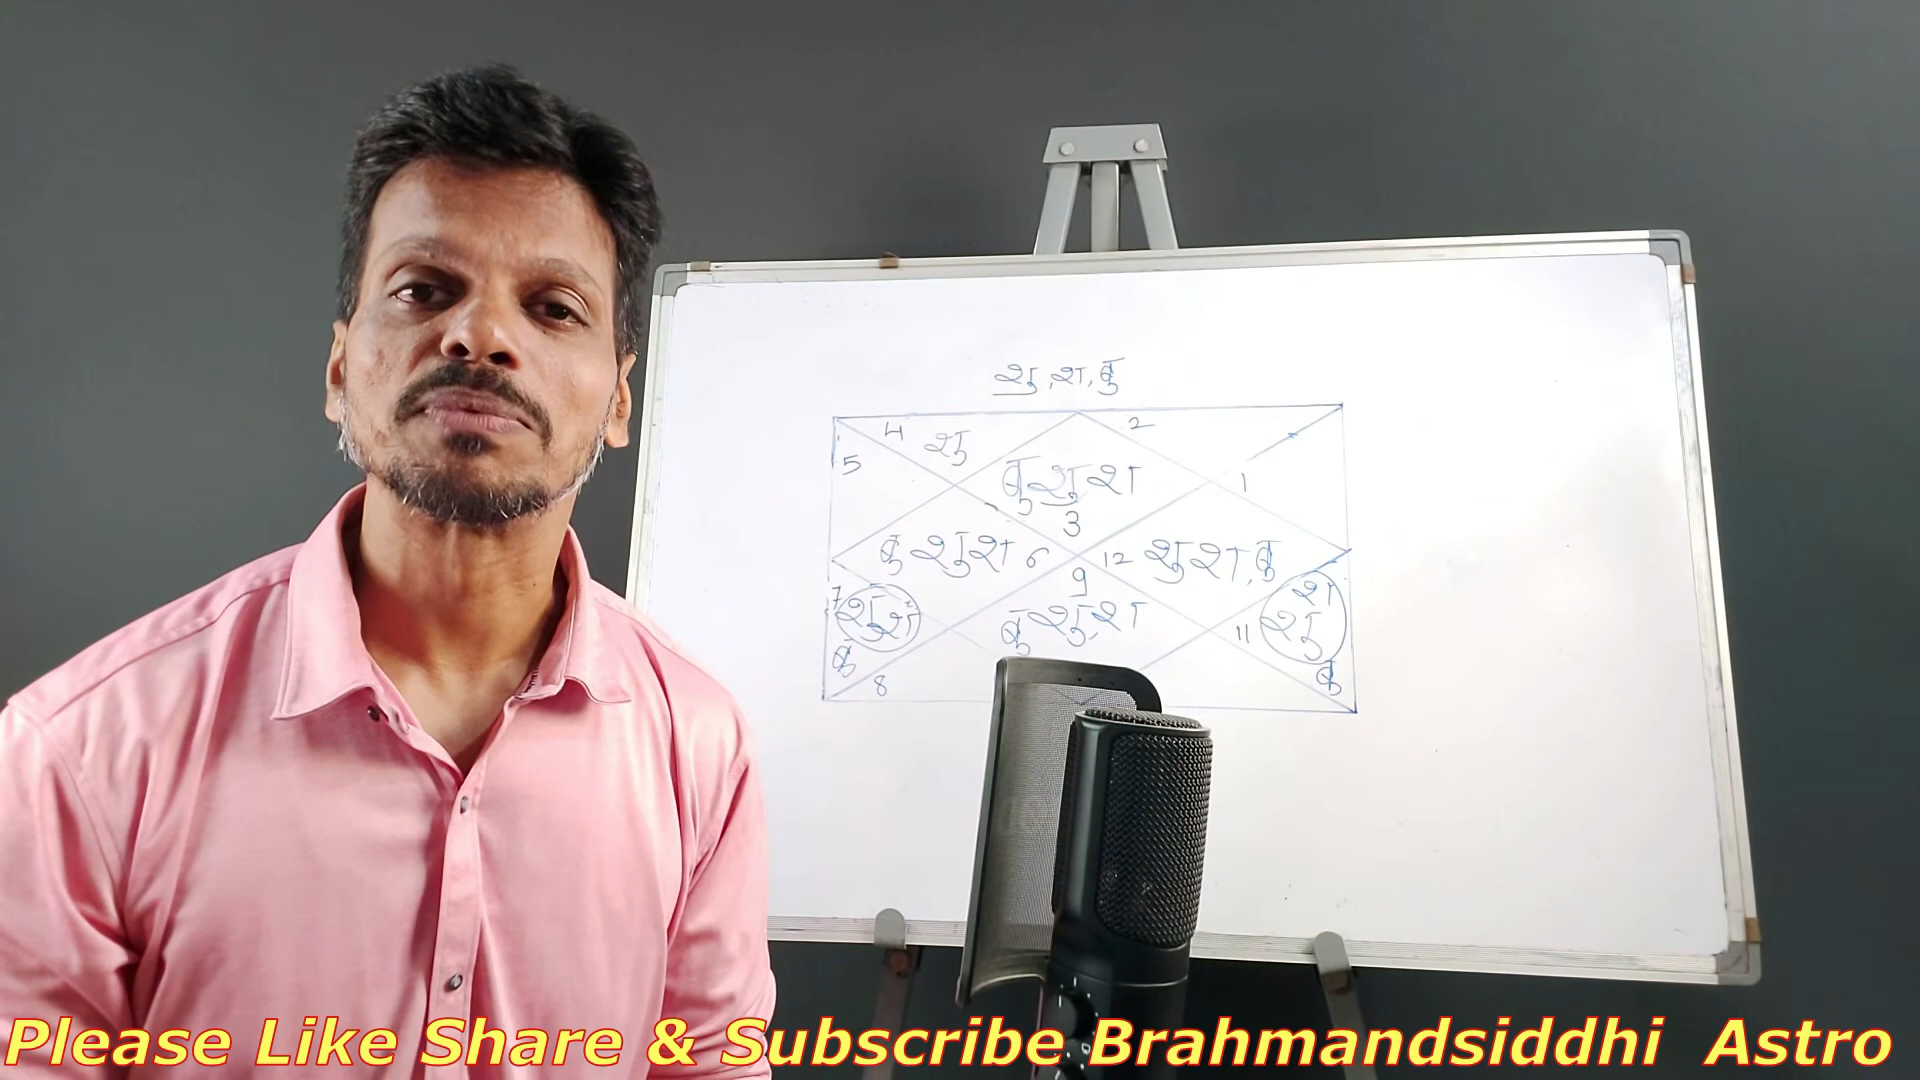 शु, श, बु
4 शु 2
5 1
बु शु श
3
बु शु श 6 12 शु श, बु
9
7 शु श बु शु, श 11 श शु
बु 8 बु
Please Like Share & Subscribe Brahmandsiddhi Astro